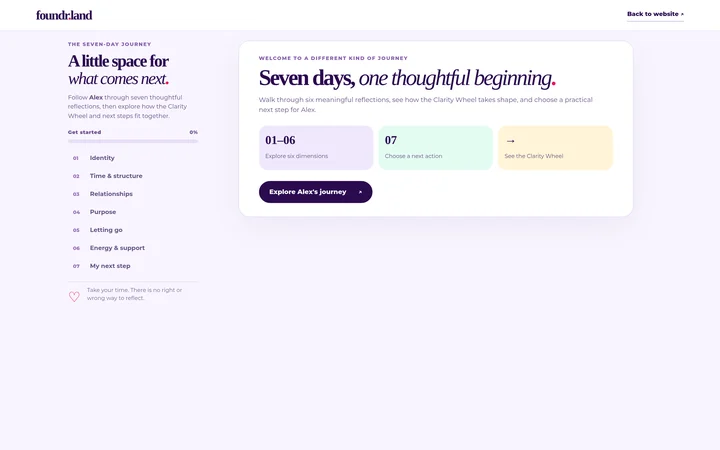 foundr.land
Back to website ↗
THE SEVEN-DAY JOURNEY
A little space for
what comes next.
Follow Alex through seven thoughtful
reflections, then explore how the Clarity
Wheel and next steps fit together.
Get started 0%
01 Identity
02 Time & structure
03 Relationships
04 Purpose
05 Letting go
06 Energy & support
07 My next step
Take your time. There is no right or
wrong way to reflect.
WELCOME TO A DIFFERENT KIND OF JOURNEY
Seven days, one thoughtful beginning.
Walk through six meaningful reflections, see how the Clarity Wheel takes shape, and choose a practical
next step for Alex.
01–06
Explore six dimensions
07
Choose a next action
→
See the Clarity Wheel
Explore Alex's journey ↗